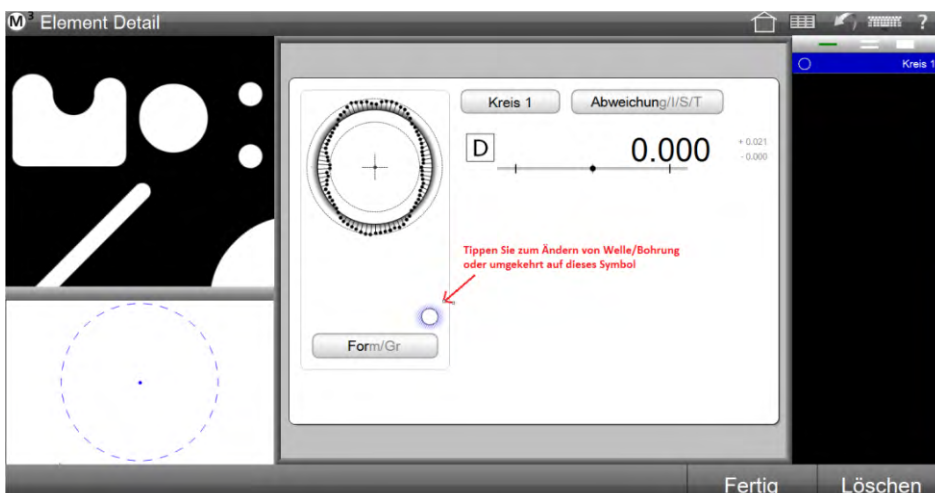 M3 Element Detail
?
Kreis 1
Kreis 1
Abweichung/I/S/T
D
0.000
+ 0.021
- 0.000
Tippen Sie zum Ändern von Welle/Bohrung
oder umgekehrt auf dieses Symbol
Form/Gr
Fertig
Löschen